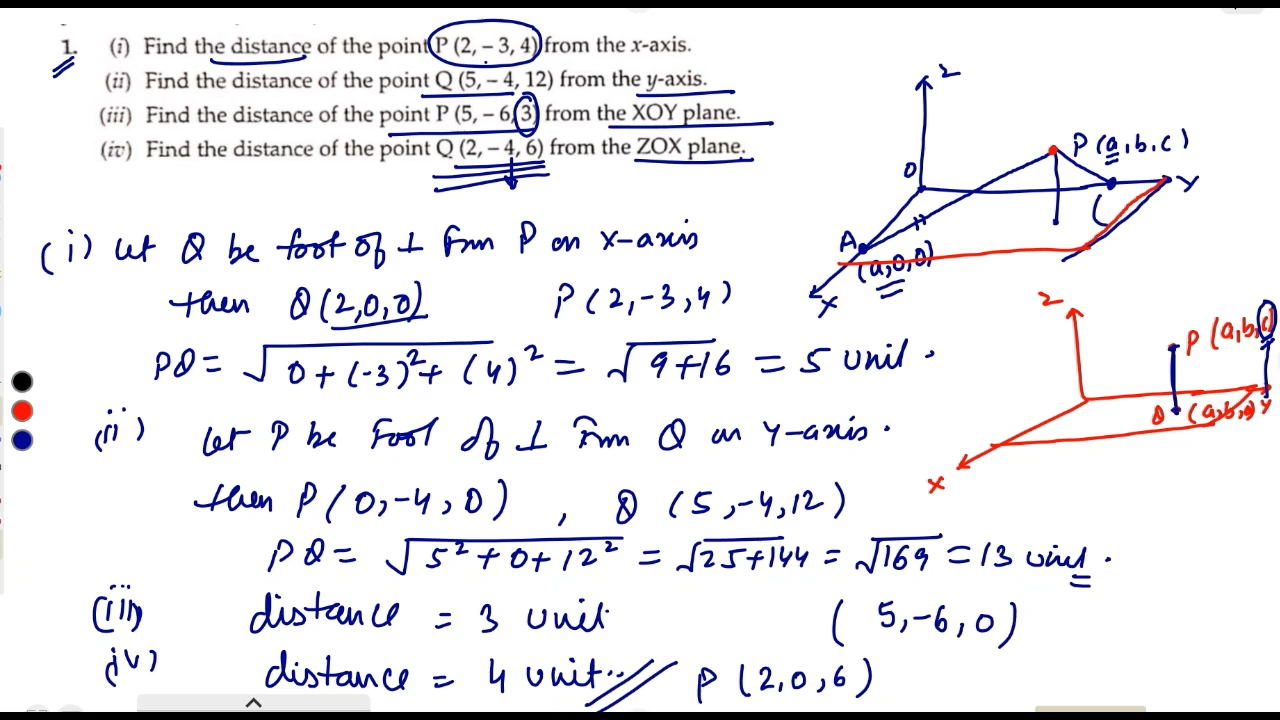 1. (i) Find the distance of the point P (2, – 3, 4) from the x-axis.
(ii) Find the distance of the point Q (5, – 4, 12) from the y-axis.
(iii) Find the distance of the point P (5, – 6, 3) from the XOY plane.
(iv) Find the distance of the point Q (2, – 4, 6) from the ZOX plane.
Z
P (a, b, c)
O
Y
A
(a, 0, 0)
X
(i) Let Q be foot of ⊥ from P on x-axis
then Q (2, 0, 0) P (2, -3, 4)
PQ = √0 + (-3)² + (4)² = √9+16 = 5 unit.
Z
P (a, b, c)
Q (a, b, 0) Y
X
(ii) Let P be foot of ⊥ from Q on Y-axis.
then P (0, -4, 0) , Q (5, -4, 12)
PQ = √5² + 0 + 12² = √25+144 = √169 = 13 unit.
(iii) distance = 3 unit (5, -6, 0)
(iv) distance = 4 unit.. P (2, 0, 6)